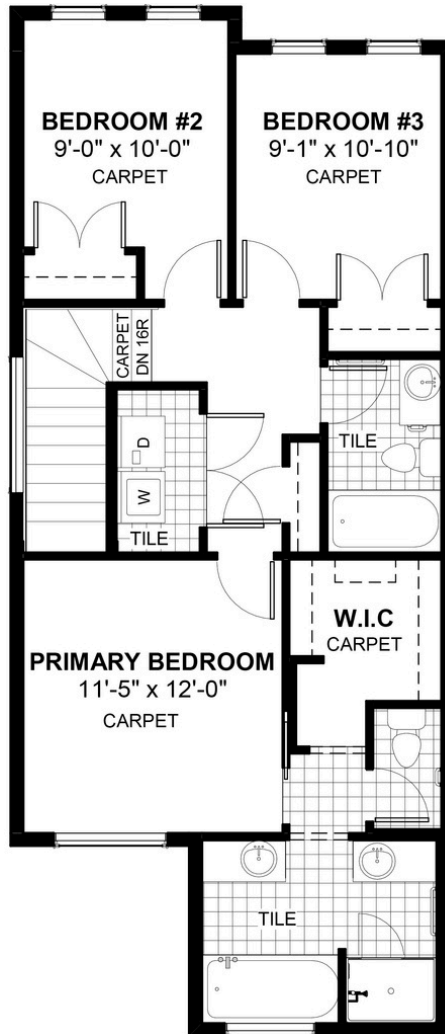 BEDROOM #2
9'-0" x 10'-0"
CARPET
BEDROOM #3
9'-1" x 10'-10"
CARPET
CARPET
DN 16R
D
W
TILE
TILE
PRIMARY BEDROOM
11'-5" x 12'-0"
CARPET
W.I.C
CARPET
TILE